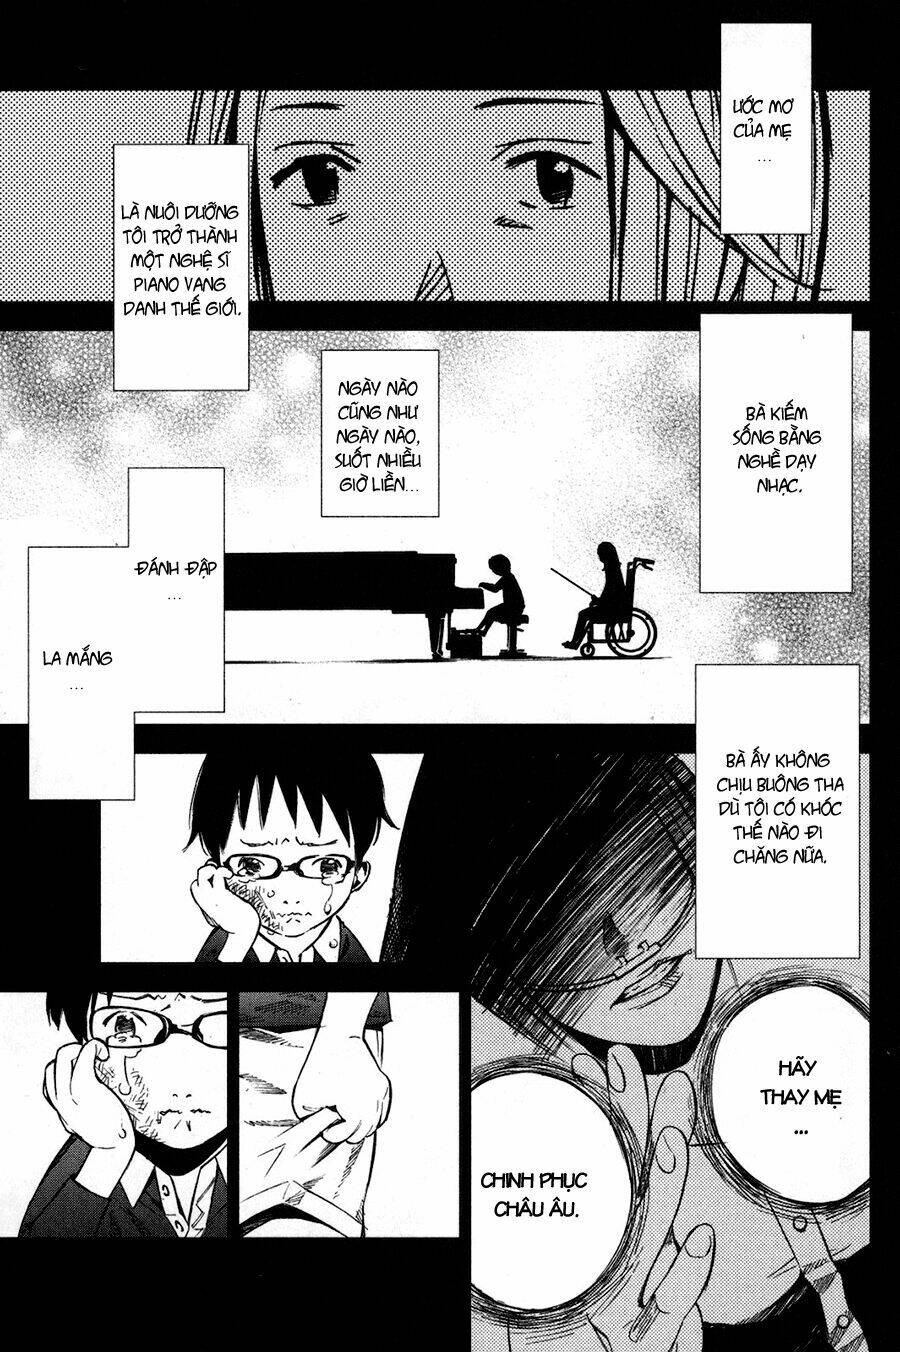 ƯỚC MƠ
CỦA MẸ
...
LÀ NUÔI DƯỠNG
TÔI TRỞ THÀNH
MỘT NGHỆ SĨ
PIANO VANG
DANH THẾ GIỚI.
BÀ KIẾM
SỐNG BẰNG
NGHỀ DẠY
NHẠC.
NGÀY NÀO
CŨNG NHƯ
NGÀY NÀO,
SUỐT NHIỀU
GIỜ LIỀN...
ĐÁNH ĐẬP
...
LA MẮNG
...
BÀ ẤY KHÔNG
CHỊU BUÔNG THA
DÙ TÔI CÓ KHÓC
THẾ NÀO ĐI
CHĂNG NỮA.
HÃY
THAY MẸ
...
CHINH PHỤC
CHÂU ÂU.